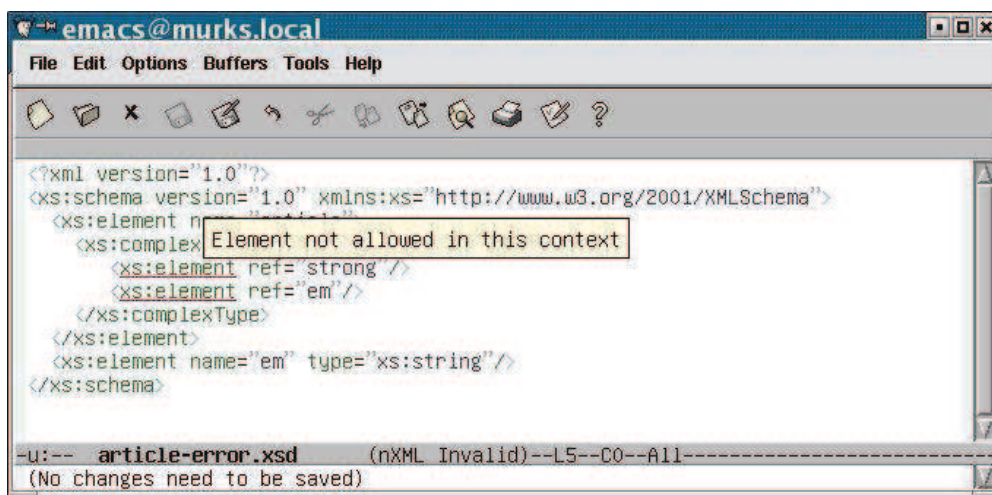 emacs@murks.local
File Edit Options Buffers Tools Help
<?xml version="1.0"?>
<xs:schema version="1.0" xmlns:xs="http://www.w3.org/2001/XMLSchema">
<xs:element
<xs:complex
Element not allowed in this context
<xs:element ref="strong"/>
<xs:element ref="em"/>
</xs:complexType>
</xs:element>
<xs:element name="em" type="xs:string"/>
</xs:schema>
-u:-- article-error.xsd (nXML Invalid)--L5--C0--All--------------------------
(No changes need to be saved)